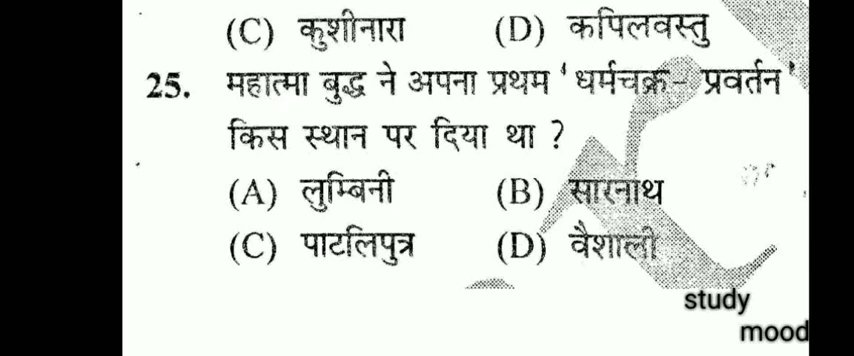 (C) कुशीनारा (D) कपिलवस्तु
25. महात्मा बुद्ध ने अपना प्रथम 'धर्मचक्र- प्रवर्तन'
किस स्थान पर दिया था ?
(A) लुम्बिनी (B) सारनाथ
(C) पाटलिपुत्र (D) वैशाली
study
mood